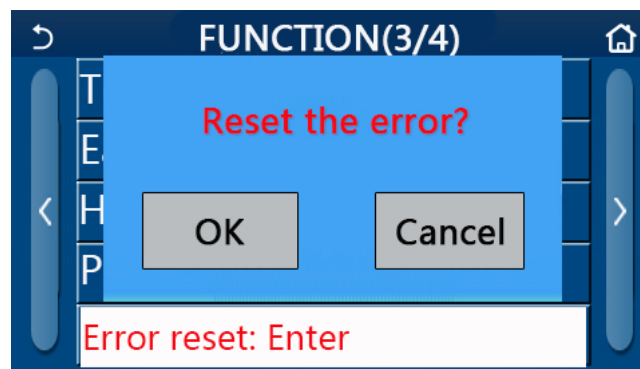 FUNCTION(3/4)
T
Reset the error?
E
H
OK
Cancel
P
Error reset: Enter